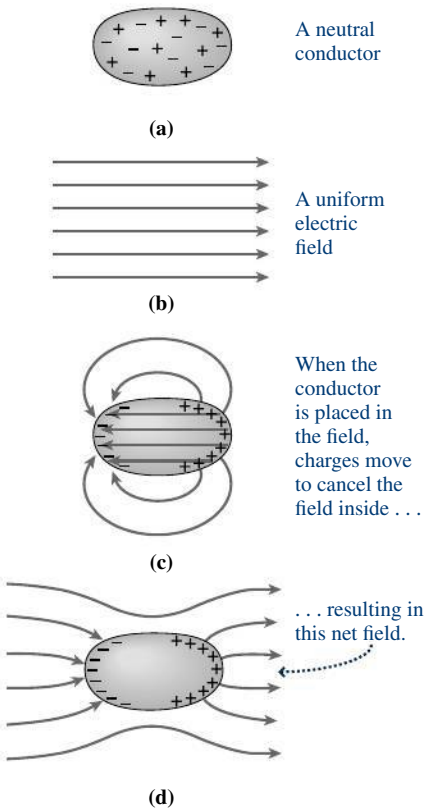 A neutral
conductor
(a)
A uniform
electric
field
(b)
When the
conductor
is placed in
the field,
charges move
to cancel the
field inside . . .
(c)
. . . resulting in
this net field.
(d)